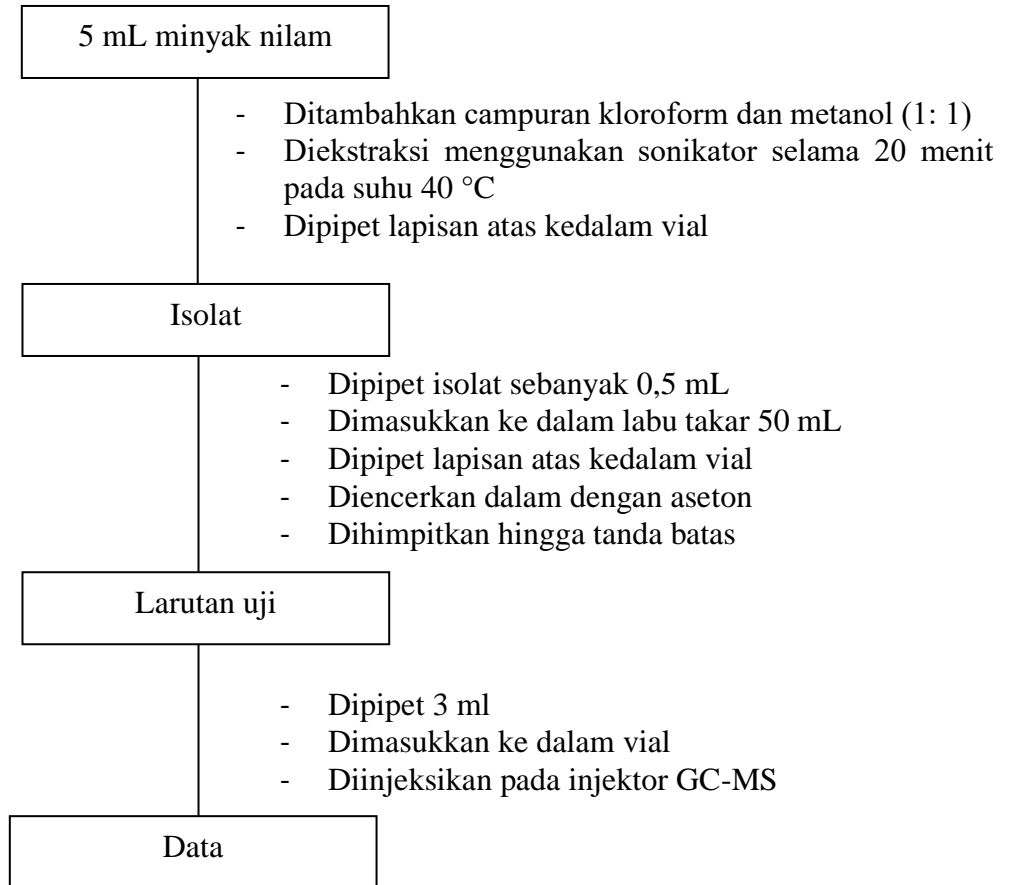 5 mL minyak nilam
- Ditambahkan campuran kloroform dan metanol (1: 1)
- Diekstraksi menggunakan sonikator selama 20 menit
pada suhu 40 °C
- Dipipet lapisan atas kedalam vial
Isolat
- Dipipet isolat sebanyak 0,5 mL
- Dimasukkan ke dalam labu takar 50 mL
- Dipipet lapisan atas kedalam vial
- Diencerkan dalam dengan aseton
- Dihimpitkan hingga tanda batas
Larutan uji
- Dipipet 3 ml
- Dimasukkan ke dalam vial
- Diinjeksikan pada injektor GC-MS
Data